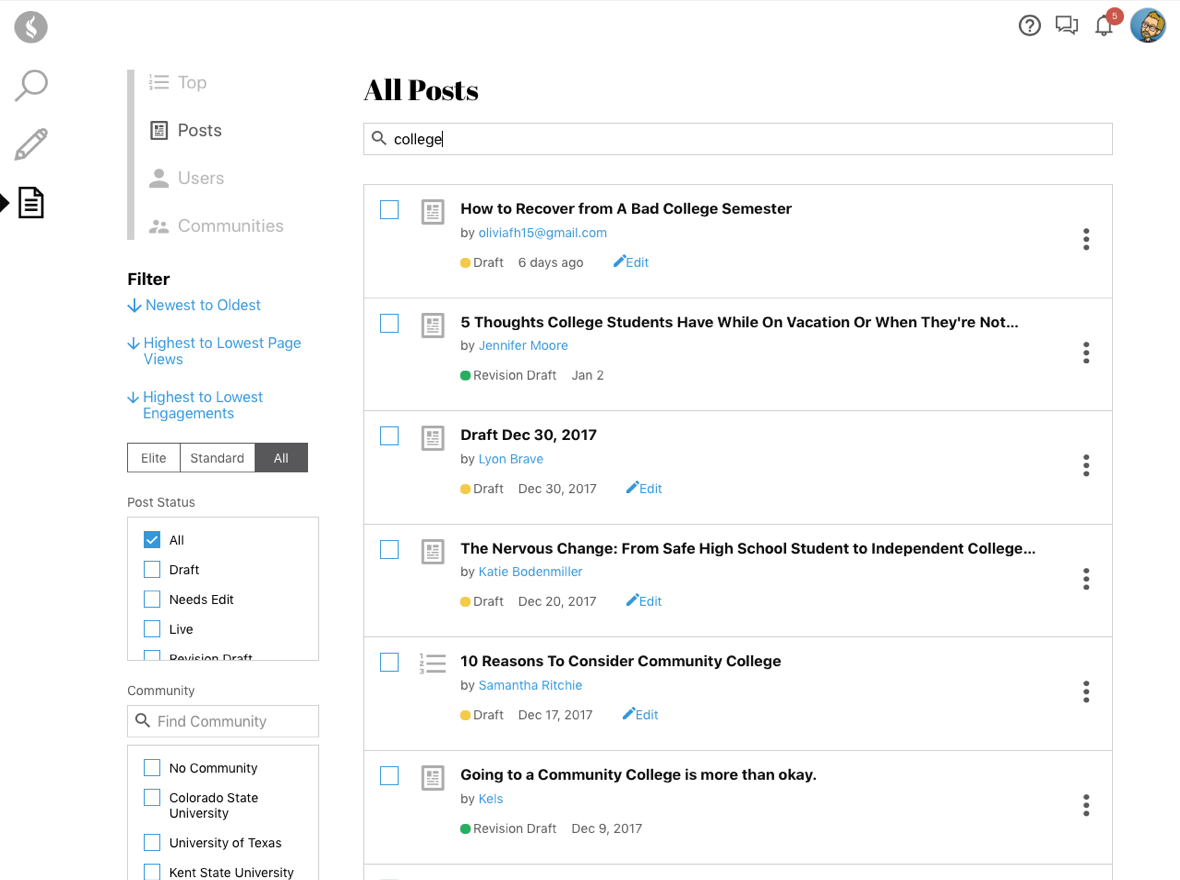 5
Top
Posts
Users
Communities
Filter
Newest to Oldest
Highest to Lowest Page
Views
Highest to Lowest
Engagements
Elite Standard All
Post Status
All
Draft
Needs Edit
Live
Revision Draft
Community
Find Community
No Community
Colorado State
University
University of Texas
Kent State University
All Posts
college
How to Recover from A Bad College Semester
by oliviafh15@gmail.com
Draft 6 days ago Edit
5 Thoughts College Students Have While On Vacation Or When They're Not...
by Jennifer Moore
Revision Draft Jan 2
Draft Dec 30, 2017
by Lyon Brave
Draft Dec 30, 2017 Edit
The Nervous Change: From Safe High School Student to Independent College...
by Katie Bodenmiller
Draft Dec 20, 2017 Edit
10 Reasons To Consider Community College
by Samantha Ritchie
Draft Dec 17, 2017 Edit
Going to a Community College is more than okay.
by Kels
Revision Draft Dec 9, 2017